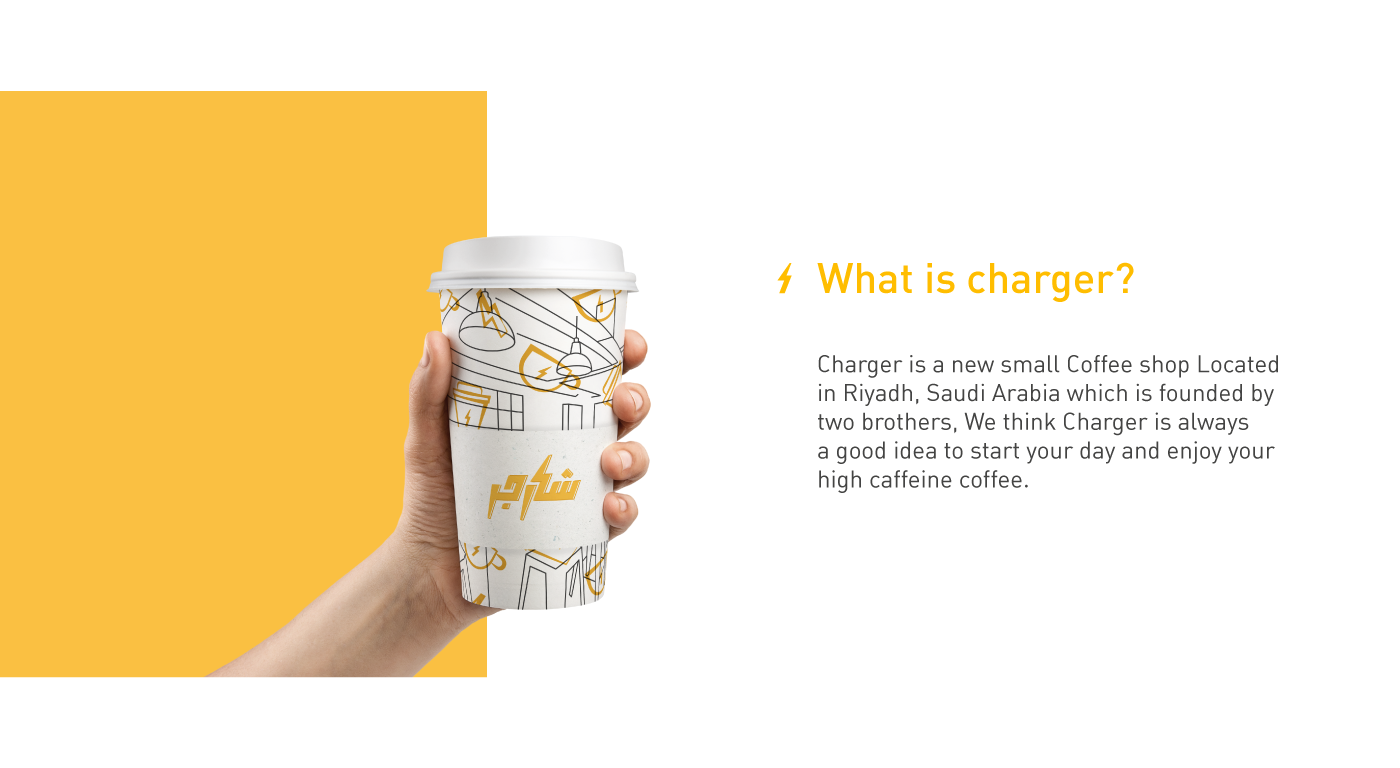 شارجر
What is charger?
Charger is a new small Coffee shop Located
in Riyadh, Saudi Arabia which is founded by
two brothers, We think Charger is always
a good idea to start your day and enjoy your
high caffeine coffee.